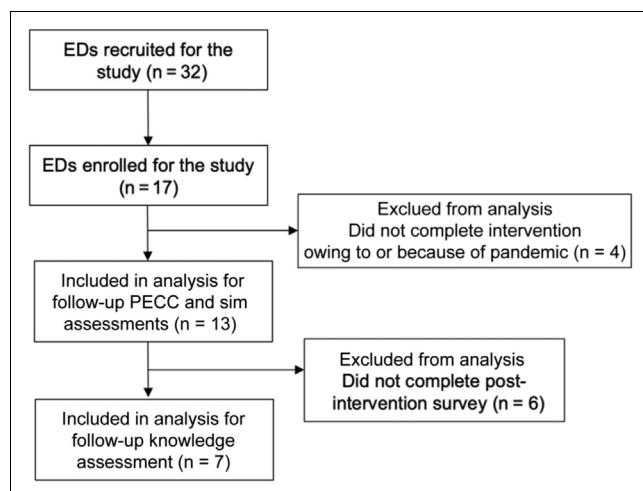 EDs recruited for the
study (n = 32)
EDs enrolled for the study
(n = 17)
Exclued from analysis
Did not complete intervention
owing to or because of pandemic (n = 4)
Included in analysis for
follow-up PECC and sim
assessments (n = 13)
Excluded from analysis
Did not complete post-
intervention survey (n = 6)
Included in analysis for
follow-up knowledge
assessment (n = 7)